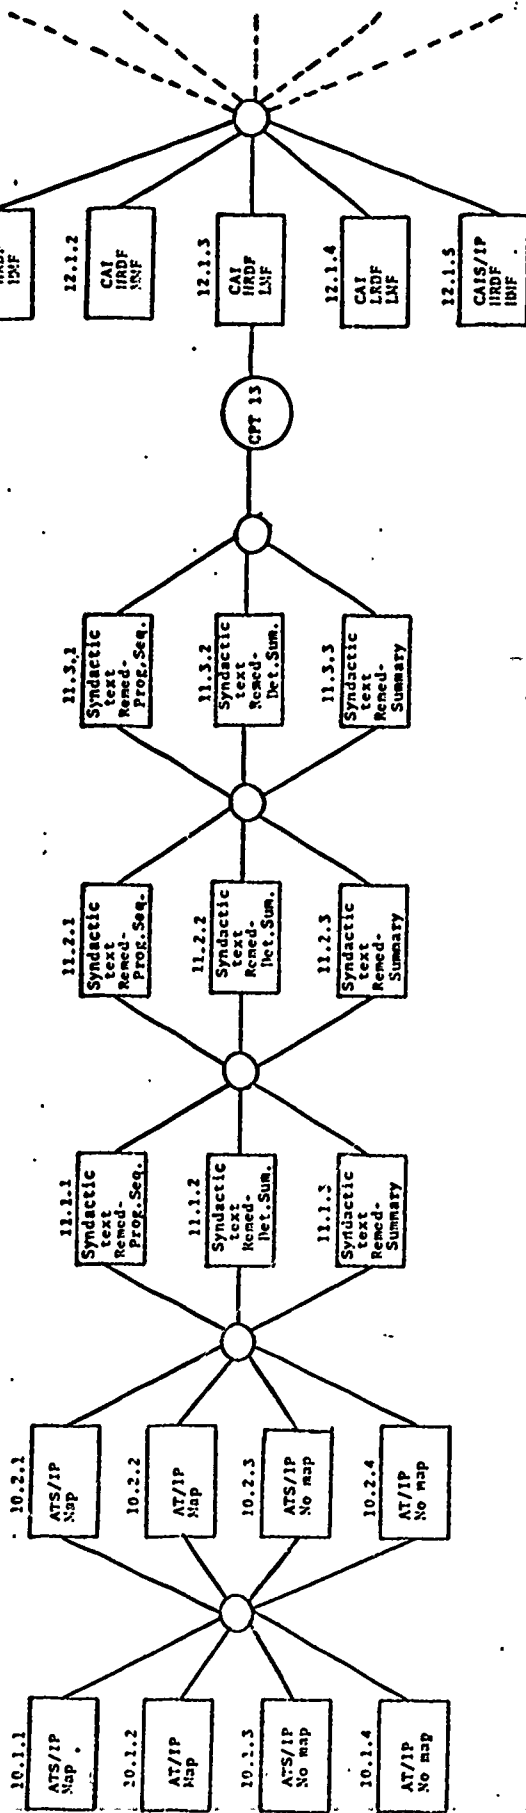 10.1.1
ATS/IP
Map
10.1.2
AT/IP
Map
10.1.3
ATS/IP
No map
10.1.4
AT/IP
No map
10.2.1
ATS/IP
Map
10.2.2
AT/IP
Map
10.2.3
ATS/IP
No map
10.2.4
AT/IP
No map
11.1.1
Syndactic
text
Remed-
Prog.Seq.
11.1.2
Syndactic
text
Remed-
Det.Sum.
11.1.3
Syndactic
text
Remed-
Summary
11.2.1
Syndactic
text
Remed-
Prog.Seq.
11.2.2
Syndactic
text
Remed-
Det.Sum.
11.2.3
Syndactic
text
Remed-
Summary
11.3.1
Syndactic
text
Remed-
Prog.Seq.
11.3.2
Syndactic
text
Remed-
Det.Sum.
11.3.3
Syndactic
text
Remed-
Summary
CPT 13
12.1.2
CAI
HRDF
12.1.3
CAI
HRDF
LMF
12.1.4
CAI
LRDF
LMF
12.1.5
CAIS/IP
HRDF
HMF